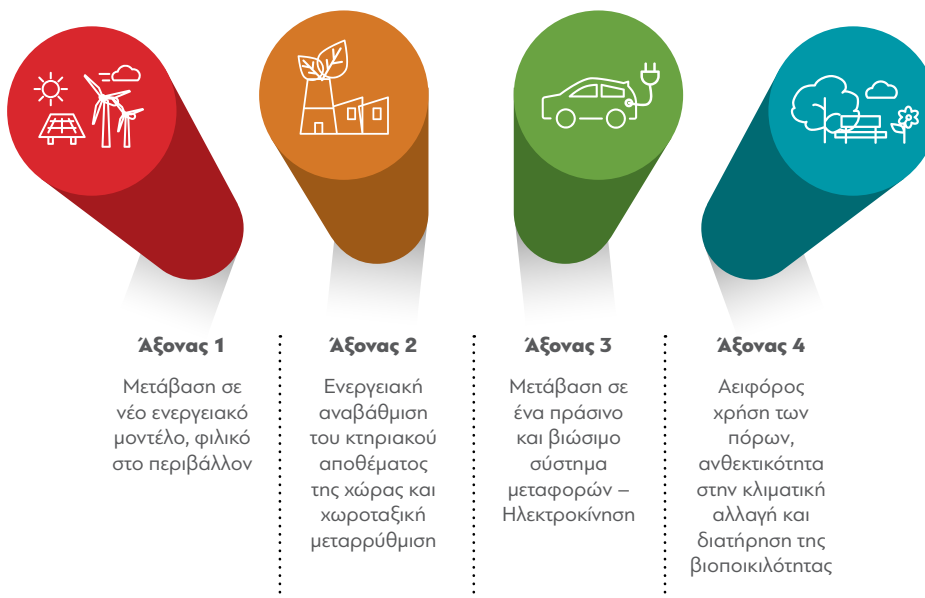 Άξονας 1
Μετάβαση σε
νέο ενεργειακό
μοντέλο, φιλικό
στο περιβάλλον
Άξονας 2
Ενεργειακή
αναβάθμιση
του κτηριακού
αποθέματος
της χώρας και
χωροταξική
μεταρρύθμιση
Άξονας 3
Μετάβαση σε
ένα πράσινο
και βιώσιμο
σύστημα
μεταφορών –
Ηλεκτροκίνηση
Άξονας 4
Αειφόρος
χρήση των
πόρων,
ανθεκτικότητα
στην κλιματική
αλλαγή και
διατήρηση της
βιοποικιλότητας